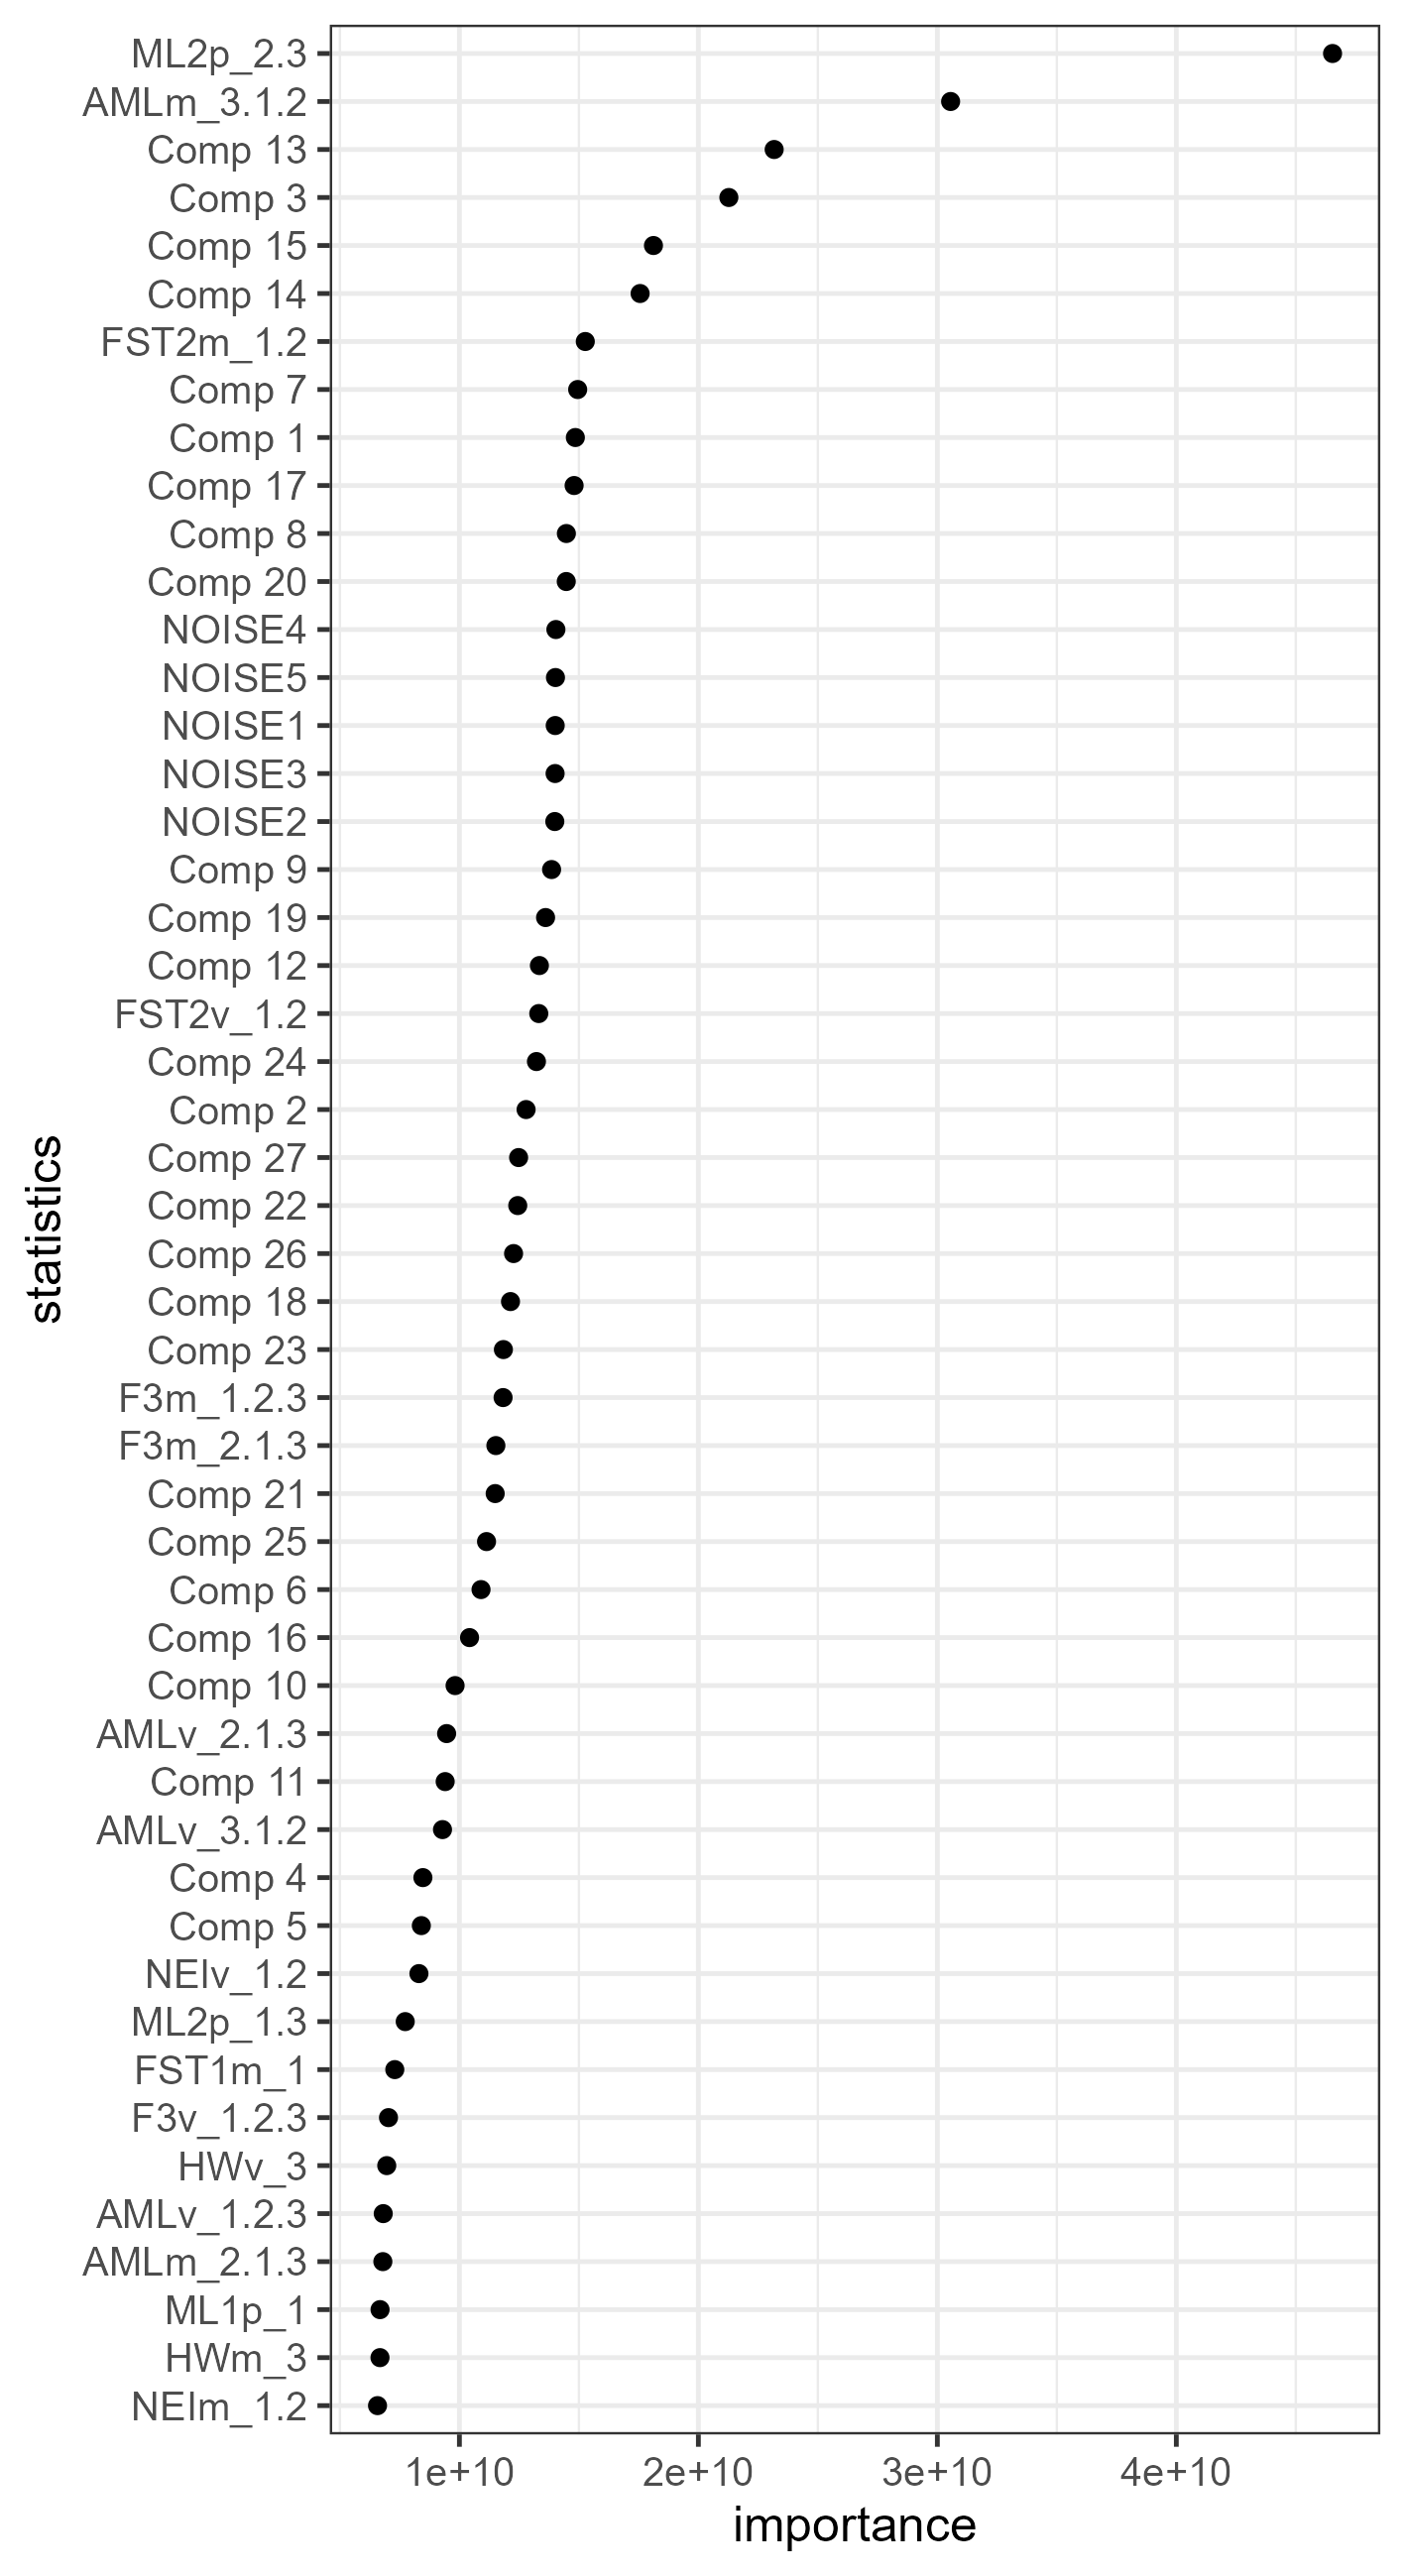 ML2p_2.3
AMLm_3.1.2
Comp 13
Comp 3
Comp 15
Comp 14
FST2m_1.2
Comp 7
Comp 1
Comp 17
Comp 8
Comp 20
NOISE4
NOISE5
NOISE1
NOISE3
NOISE2
Comp 9
Comp 19
Comp 12
FST2v_1.2
Comp 24
Comp 2
Comp 27
Comp 22
Comp 26
Comp 18
Comp 23
F3m_1.2.3
F3m_2.1.3
Comp 21
Comp 25
Comp 6
Comp 16
Comp 10
AMLv_2.1.3
Comp 11
AMLv_3.1.2
Comp 4
Comp 5
NEIv_1.2
ML2p_1.3
FST1m_1
F3v_1.2.3
HWv_3
AMLv_1.2.3
AMLm_2.1.3
ML1p_1
HWm_3
NEIm_1.2
statistics
1e+10 2e+10 3e+10 4e+10
importance